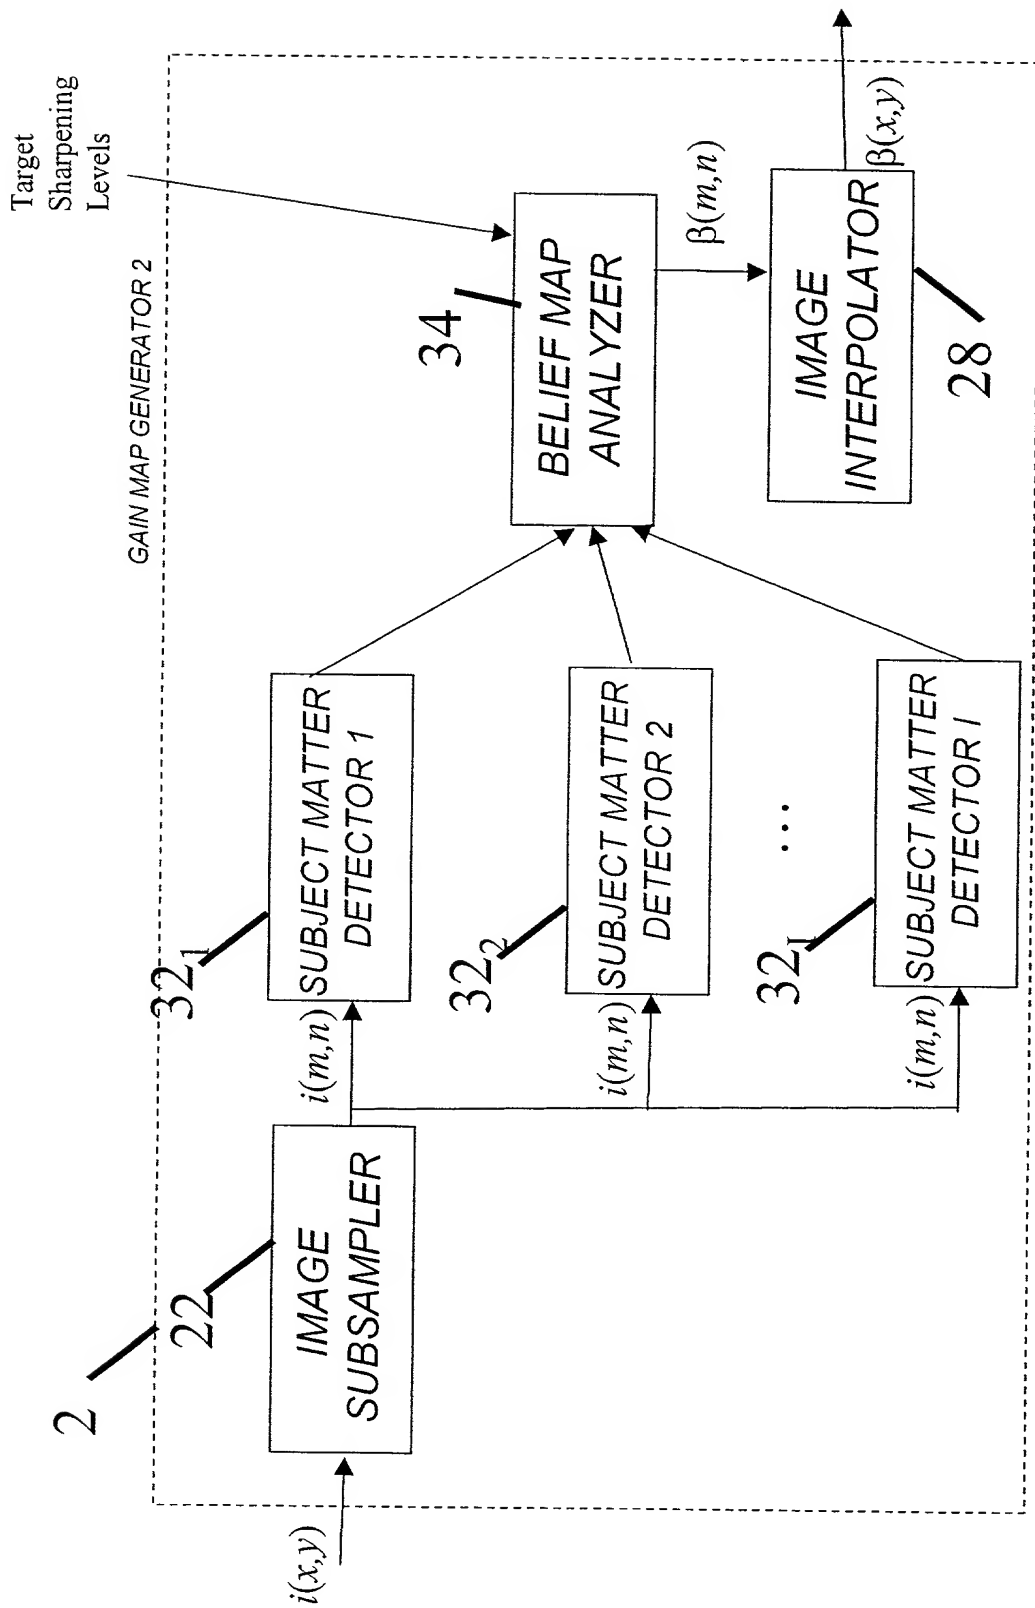 Target
Sharpening
Levels
GAIN MAP GENERATOR 2
2
22
IMAGE
SUBSAMPLER
i(x,y)
i(m,n)
32₁
SUBJECT MATTER
DETECTOR 1
i(m,n)
32₂
SUBJECT MATTER
DETECTOR 2
...
i(m,n)
32I
SUBJECT MATTER
DETECTOR I
34
BELIEF MAP
ANALYZER
β(m,n)
IMAGE
INTERPOLATOR
28
β(x,y)